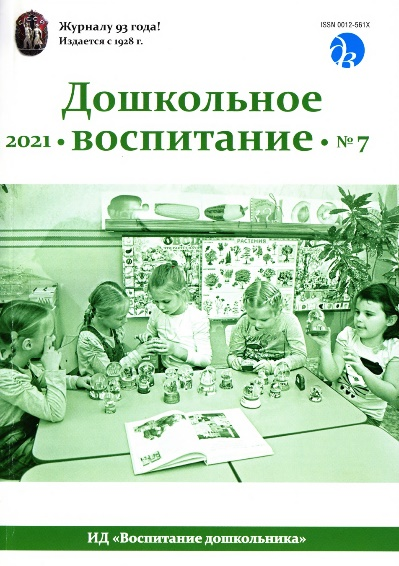 Журналу 93 года!
Издается с 1928 г.
ISSN 0012-561X
Дошкольное
2021 • воспитание • № 7
РАСТЕНИЯ
ИД «Воспитание дошкольника»